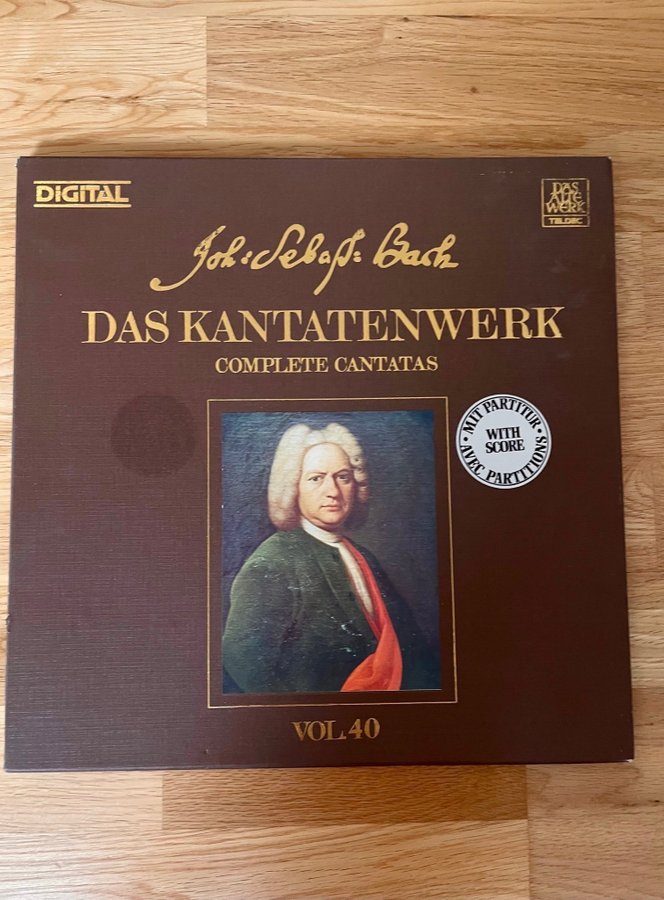 DIGITAL
DAS
ALTE
WERK
TELDEC
Joh: Sebast: Bach
DAS KANTATENWERK
COMPLETE CANTATAS
MIT PARTITUR ·
WITH
SCORE
AVEC PARTITIONS ·
VOL.40